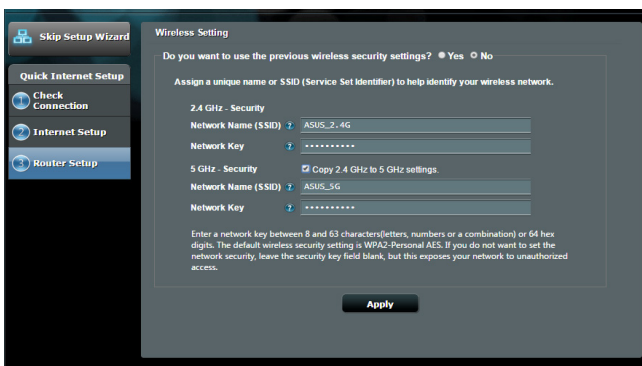 Skip Setup Wizard
Quick Internet Setup
1 Check
Connection
2 Internet Setup
3 Router Setup
Wireless Setting
Do you want to use the previous wireless security settings? Yes No
Assign a unique name or SSID (Service Set Identifier) to help identify your wireless network.
2.4 GHz - Security
Network Name (SSID) ? ASUS_2.4G
Network Key ? ••••••••••
5 GHz - Security Copy 2.4 GHz to 5 GHz settings.
Network Name (SSID) ? ASUS_5G
Network Key ? ••••••••••
Enter a network key between 8 and 63 characters(letters, numbers or a combination) or 64 hex
digits. The default wireless security setting is WPA2-Personal AES. If you do not want to set the
network security, leave the security key field blank, but this exposes your network to unauthorized
access.
Apply